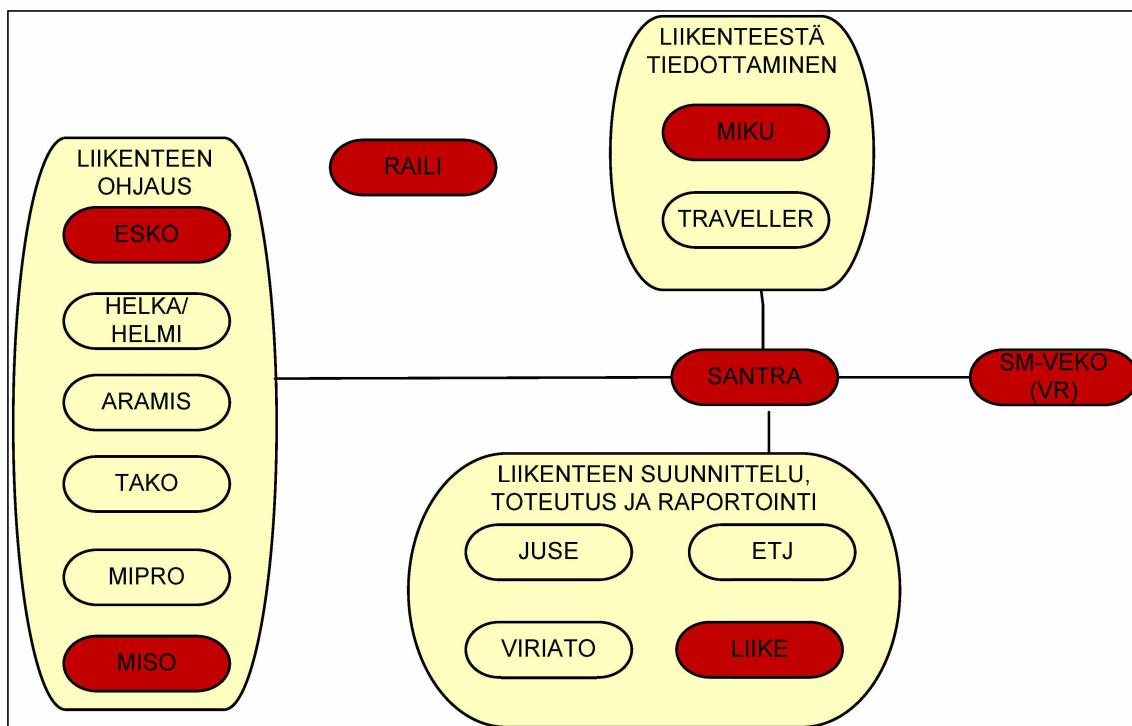 LIIKENTEESTÄ
TIEDOTTAMINEN
MIKU
TRAVELLER
RAILI
LIIKENTEEN
OHJAUS
ESKO
HELKA/
HELMI
ARAMIS
TAKO
MIPRO
MISO
SANTRA
SM-VEKO
(VR)
LIIKENTEEN SUUNNITTELU,
TOTEUTUS JA RAPORTOINTI
JUSE
ETJ
VIRIATO
LIIKE